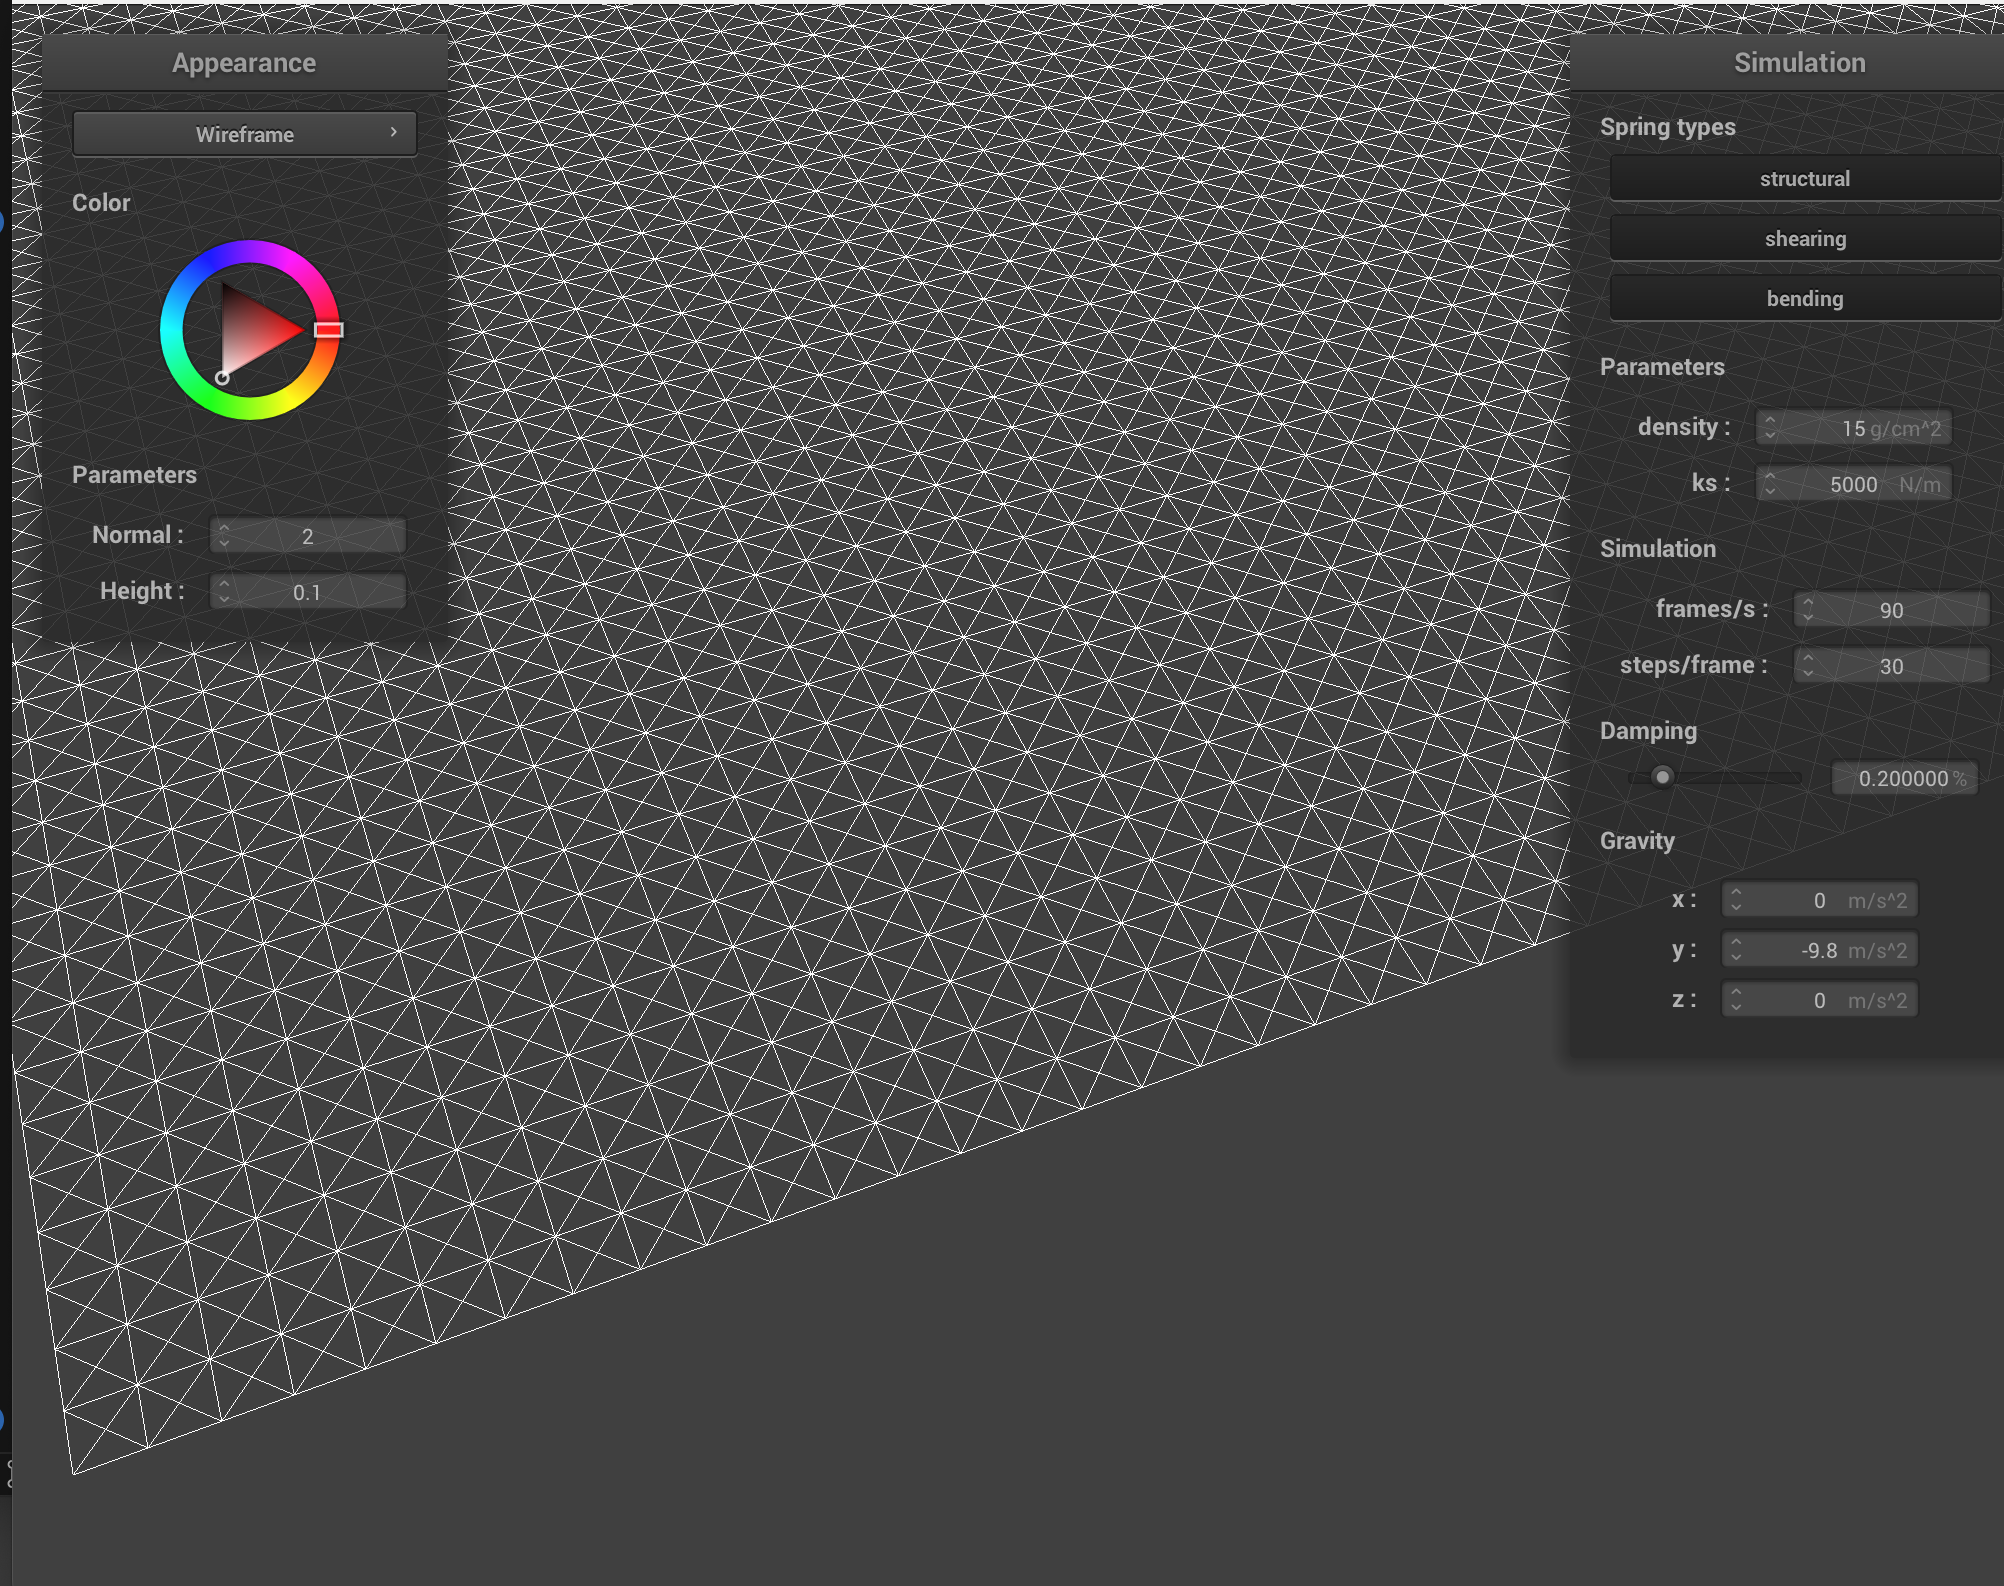 Appearance
Wireframe
Color
Parameters
Normal : 2
Height : 0.1
Simulation
Spring types
structural
shearing
bending
Parameters
density : 15 g/cm^2
ks : 5000 N/m
Simulation
frames/s : 90
steps/frame : 30
Damping
0.200000 %
Gravity
x : 0 m/s^2
y : -9.8 m/s^2
z : 0 m/s^2